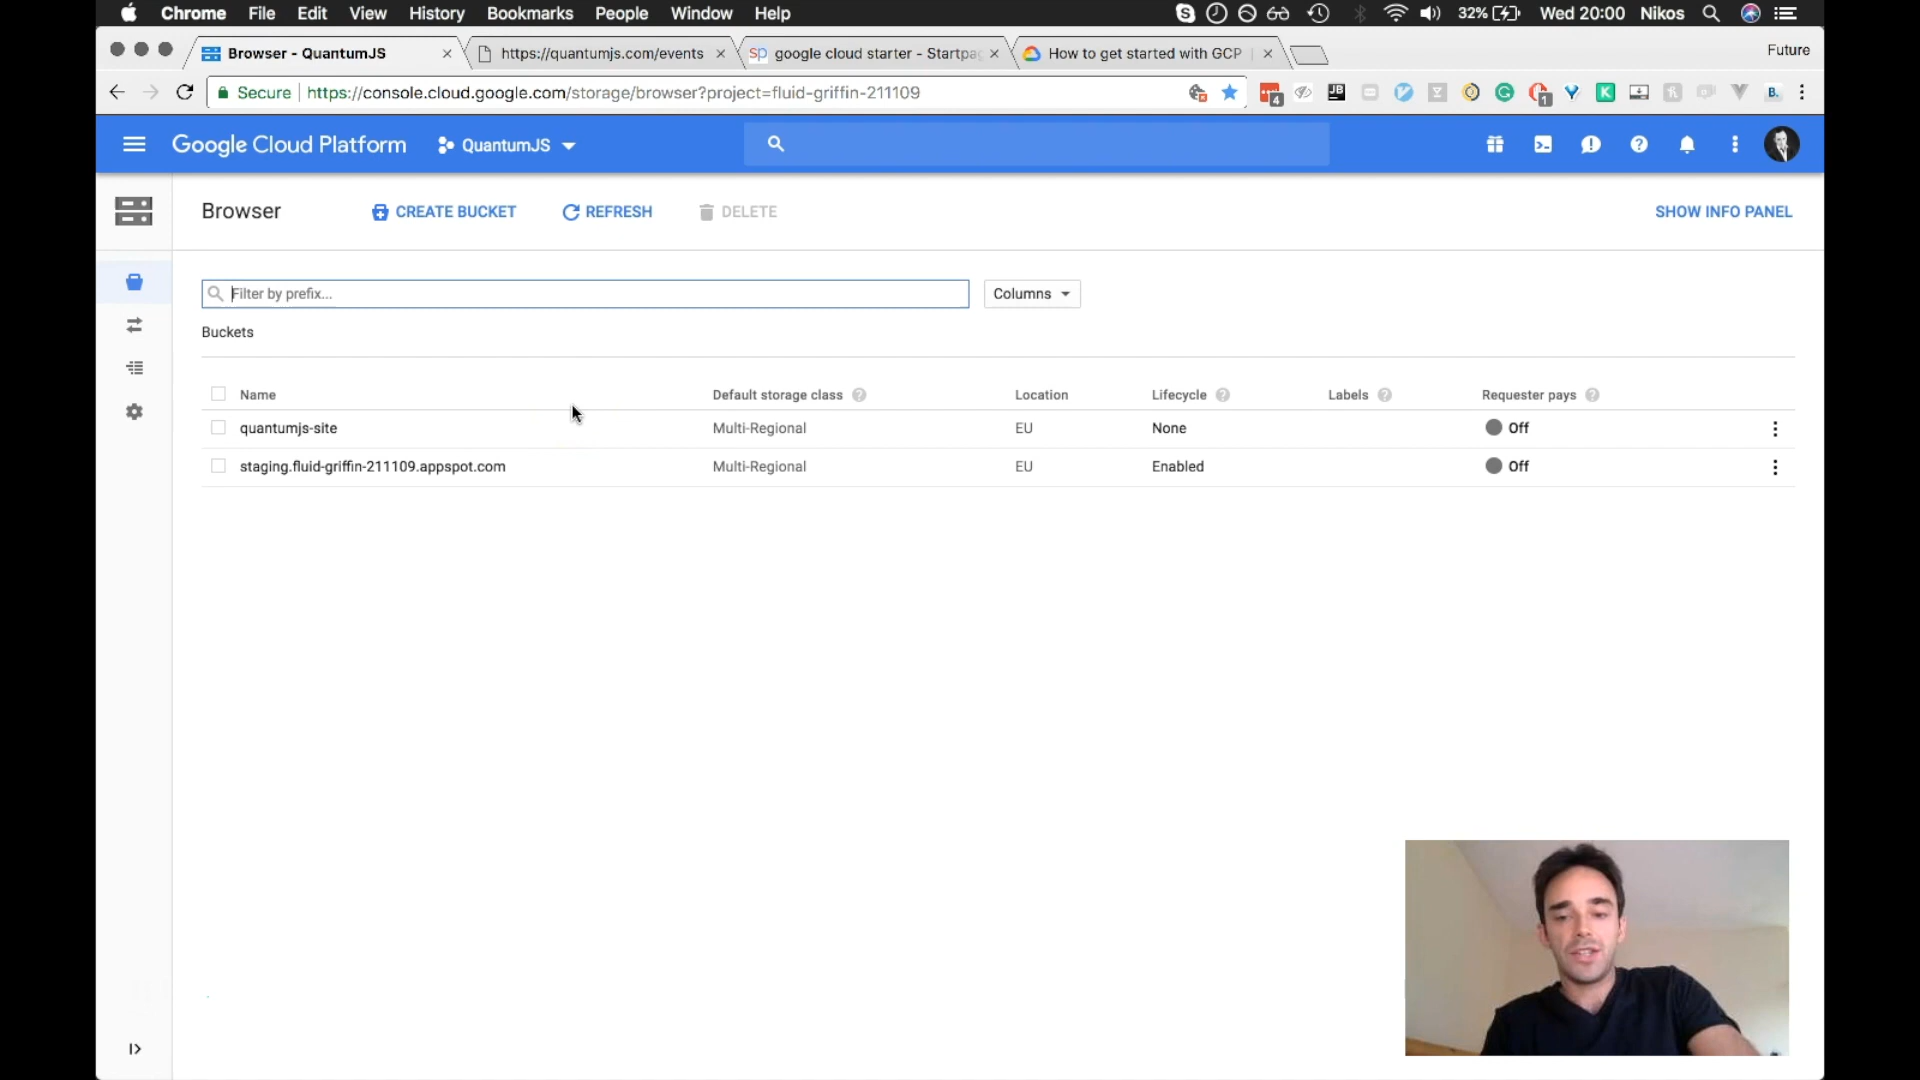 Chrome File Edit View History Bookmarks People Window Help 32% Wed 20:00 Nikos
Browser - QuantumJS https://quantumjs.com/events google cloud starter - Startpa How to get started with GCP Future
Secure https://console.cloud.google.com/storage/browser?project=fluid-griffin-211109
Google Cloud Platform QuantumJS
Browser CREATE BUCKET REFRESH DELETE SHOW INFO PANEL
Filter by prefix... Columns
Buckets
Name Default storage class Location Lifecycle Labels Requester pays
quantumjs-site Multi-Regional EU None Off
staging.fluid-griffin-211109.appspot.com Multi-Regional EU Enabled Off